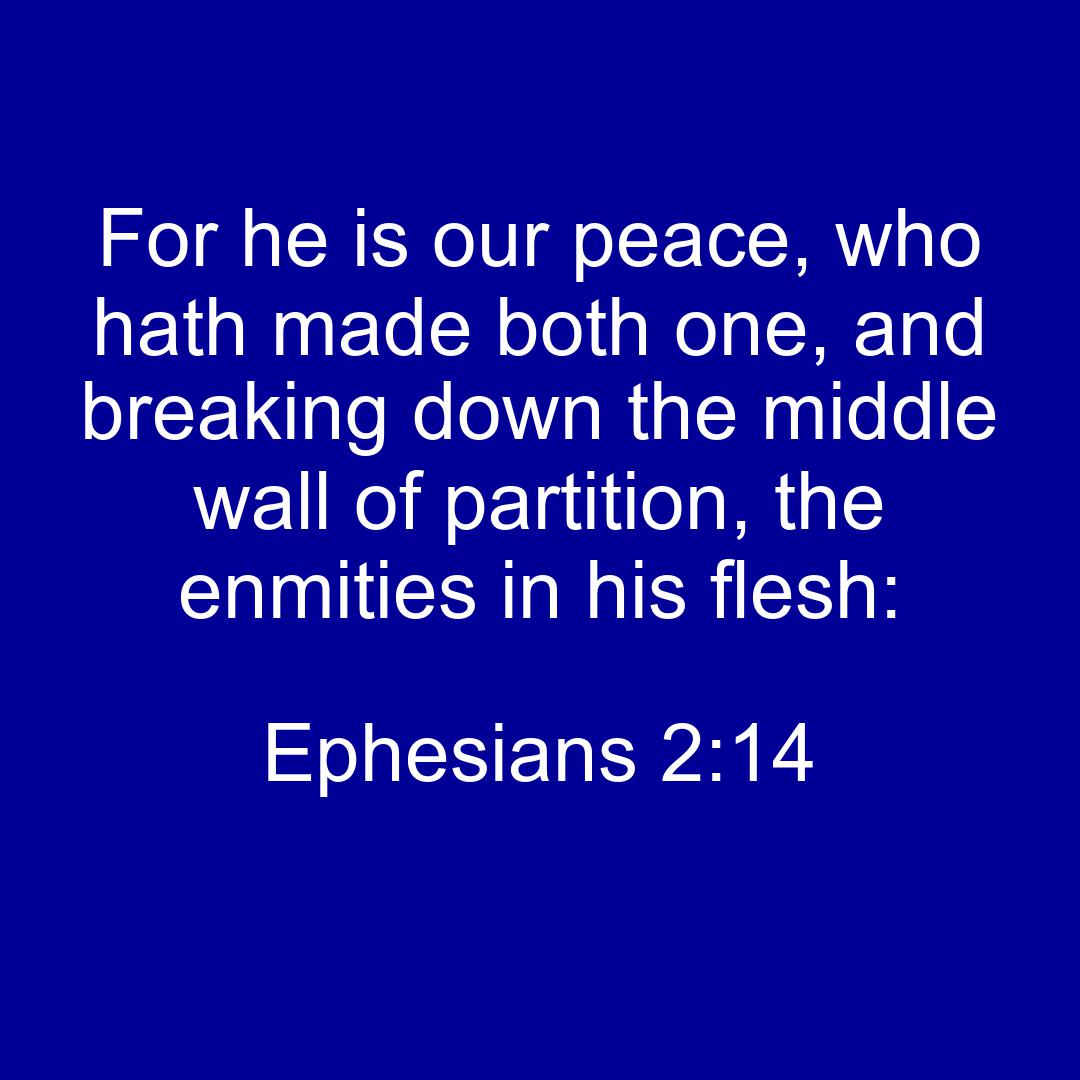 For he is our peace, who
hath made both one, and
breaking down the middle
wall of partition, the
enmities in his flesh:
Ephesians 2:14